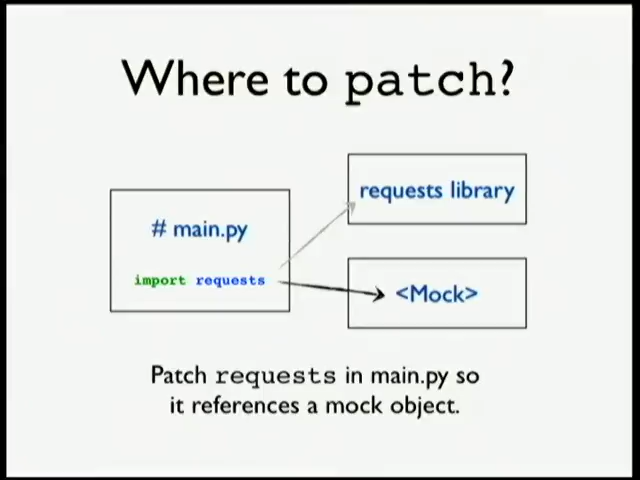 Where to patch?
requests library
# main.py
import requests
<Mock>
Patch requests in main.py so
it references a mock object.